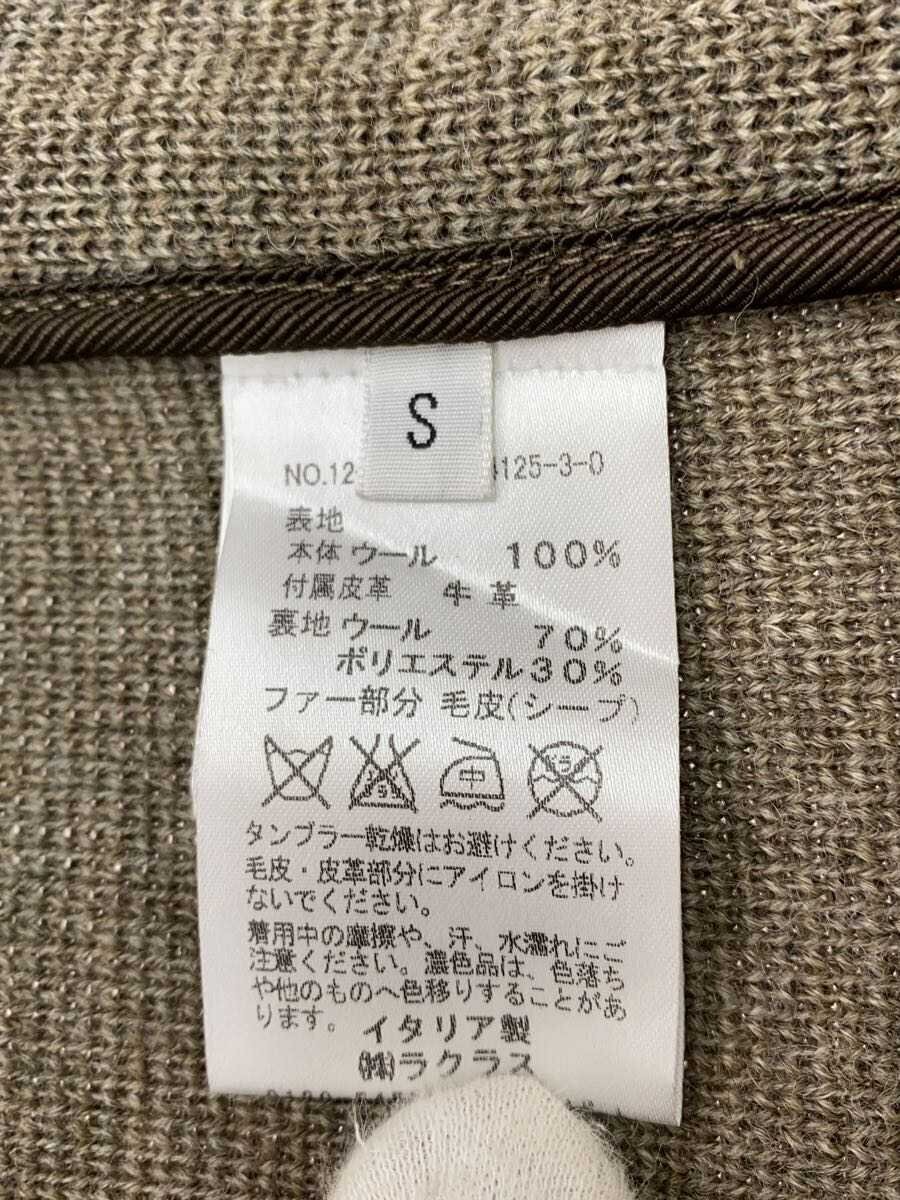 S
NO.12 4125-3-0
表地
本体 ウール 100%
付属皮革 牛革
裏地 ウール 70%
ポリエステル30%
ファー部分 毛皮(シープ)
中
タンブラー乾燥はお避けください。
毛皮・皮革部分にアイロンを掛け
ないでください。
着用中の摩擦や、汗、水濡れにご
注意ください。濃色品は、色落ち
や他のものへ色移りすることがあ
ります。
イタリア製
㈱ラクラス